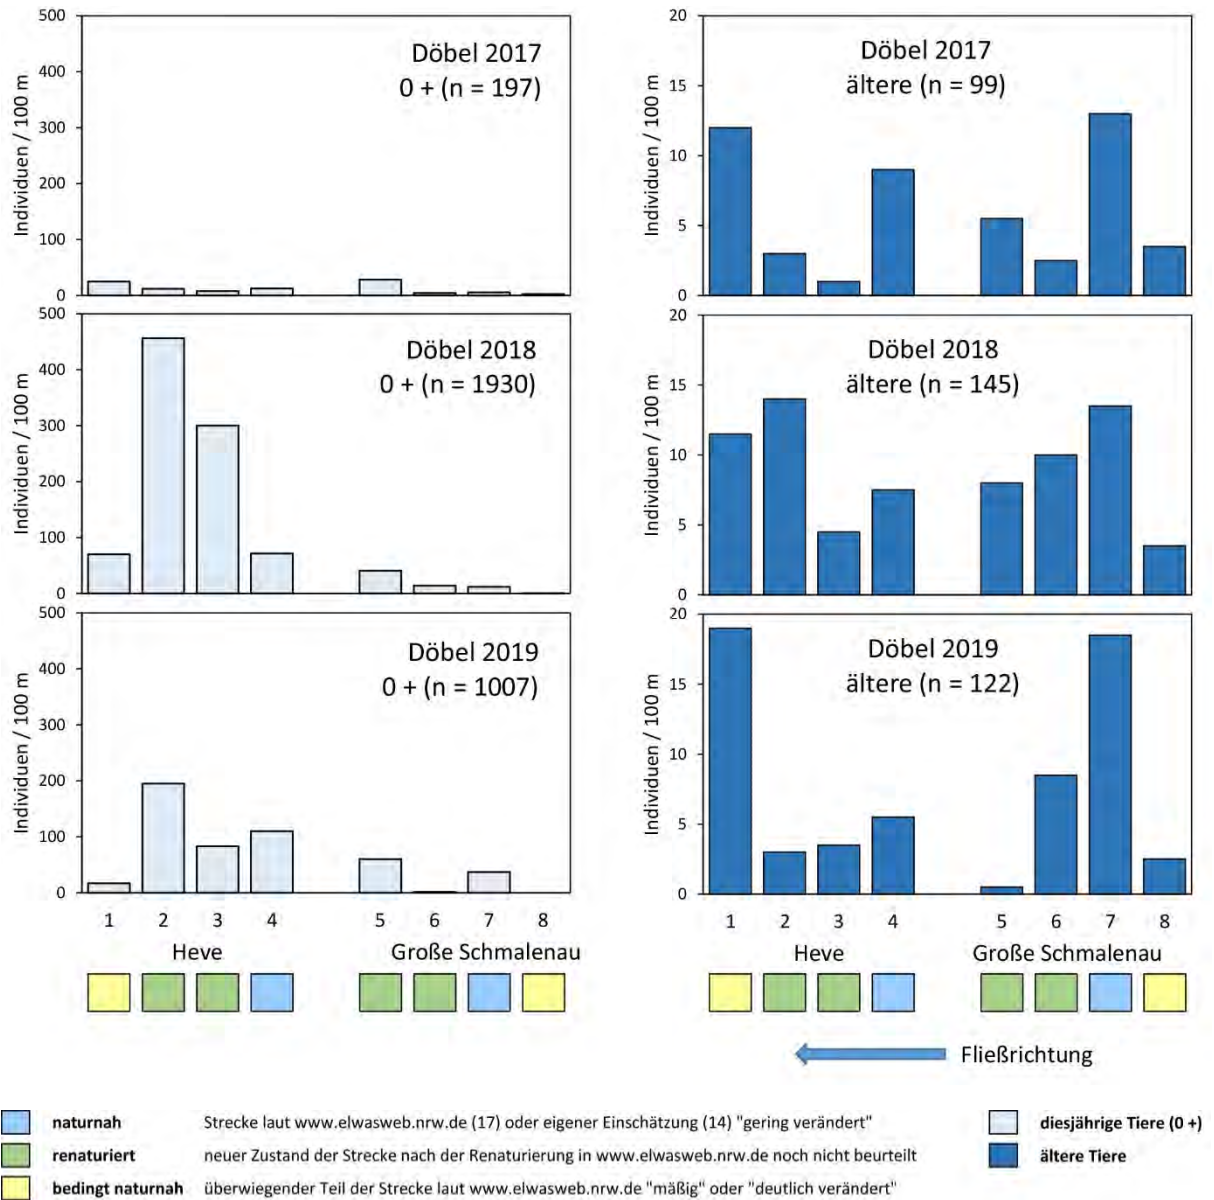 Döbel 2017
0 + (n = 197)
Individuen / 100 m
500
400
300
200
100
0
Döbel 2017
ältere (n = 99)
Individuen / 100 m
20
15
10
5
0
Döbel 2018
0 + (n = 1930)
Individuen / 100 m
500
400
300
200
100
0
Döbel 2018
ältere (n = 145)
Individuen / 100 m
20
15
10
5
0
Döbel 2019
0 + (n = 1007)
Individuen / 100 m
500
400
300
200
100
0
1 2 3 4 5 6 7 8
Heve Große Schmalenau
Döbel 2019
ältere (n = 122)
Individuen / 100 m
20
15
10
5
0
1 2 3 4 5 6 7 8
Heve Große Schmalenau
Fließrichtung
naturnah Strecke laut www.elwasweb.nrw.de (17) oder eigener Einschätzung (14) "gering verändert"
renaturiert neuer Zustand der Strecke nach der Renaturierung in www.elwasweb.nrw.de noch nicht beurteilt
bedingt naturnah überwiegender Teil der Strecke laut www.elwasweb.nrw.de "mäßig" oder "deutlich verändert"
diesjährige Tiere (0 +)
ältere Tiere